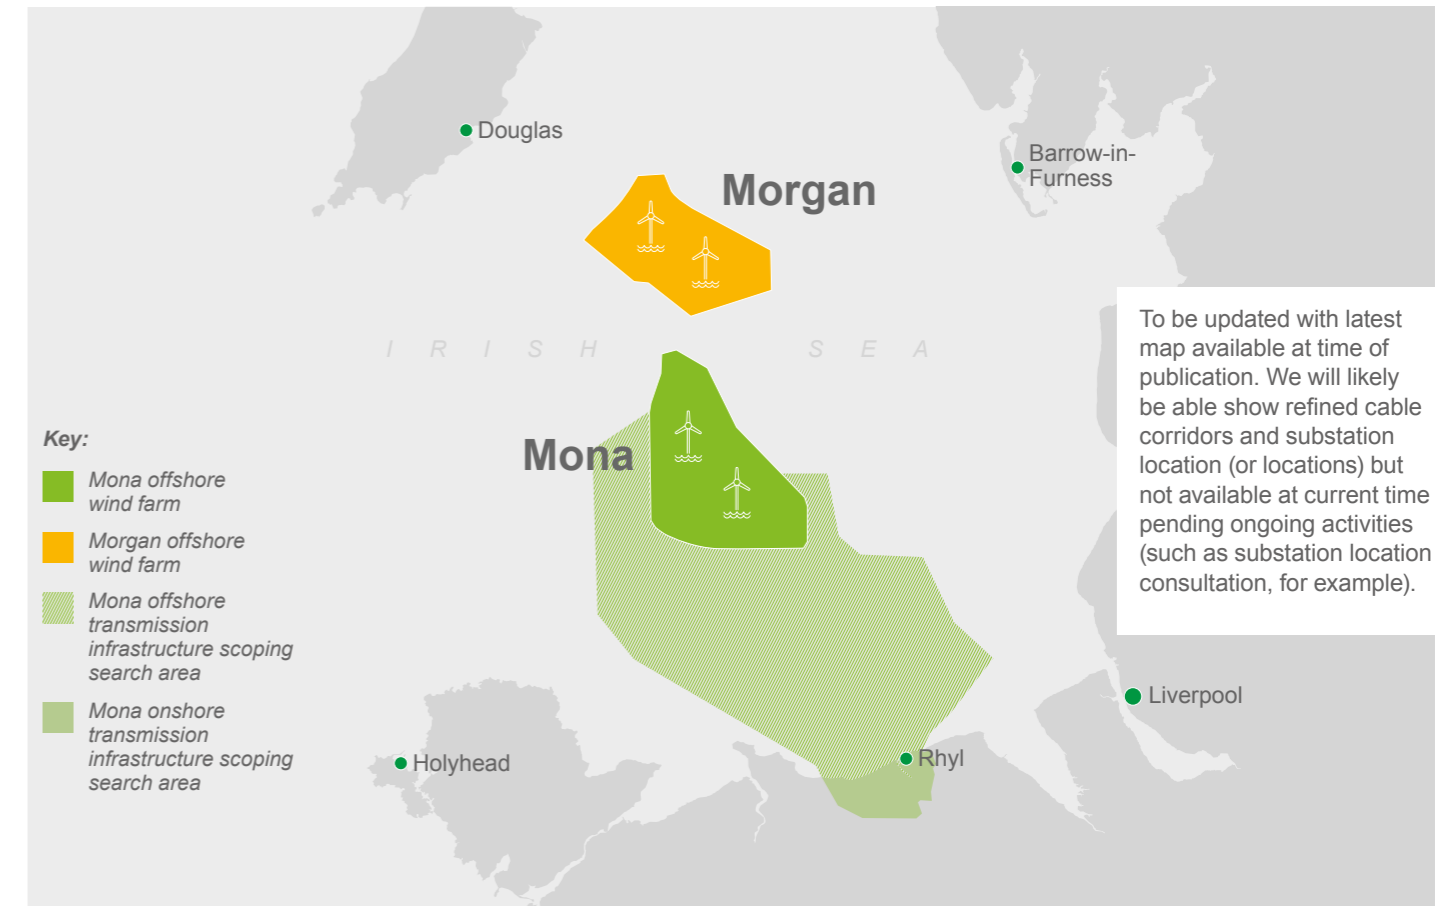 Douglas
Barrow-in-
Furness
Morgan
I R I S H S E A
Mona
Key:
Mona offshore
wind farm
Morgan offshore
wind farm
Mona offshore
transmission
infrastructure scoping
search area
Mona onshore
transmission
infrastructure scoping
search area
To be updated with latest
map available at time of
publication. We will likely
be able show refined cable
corridors and substation
location (or locations) but
not available at current time
pending ongoing activities
(such as substation location
consultation, for example).
Liverpool
Holyhead
Rhyl